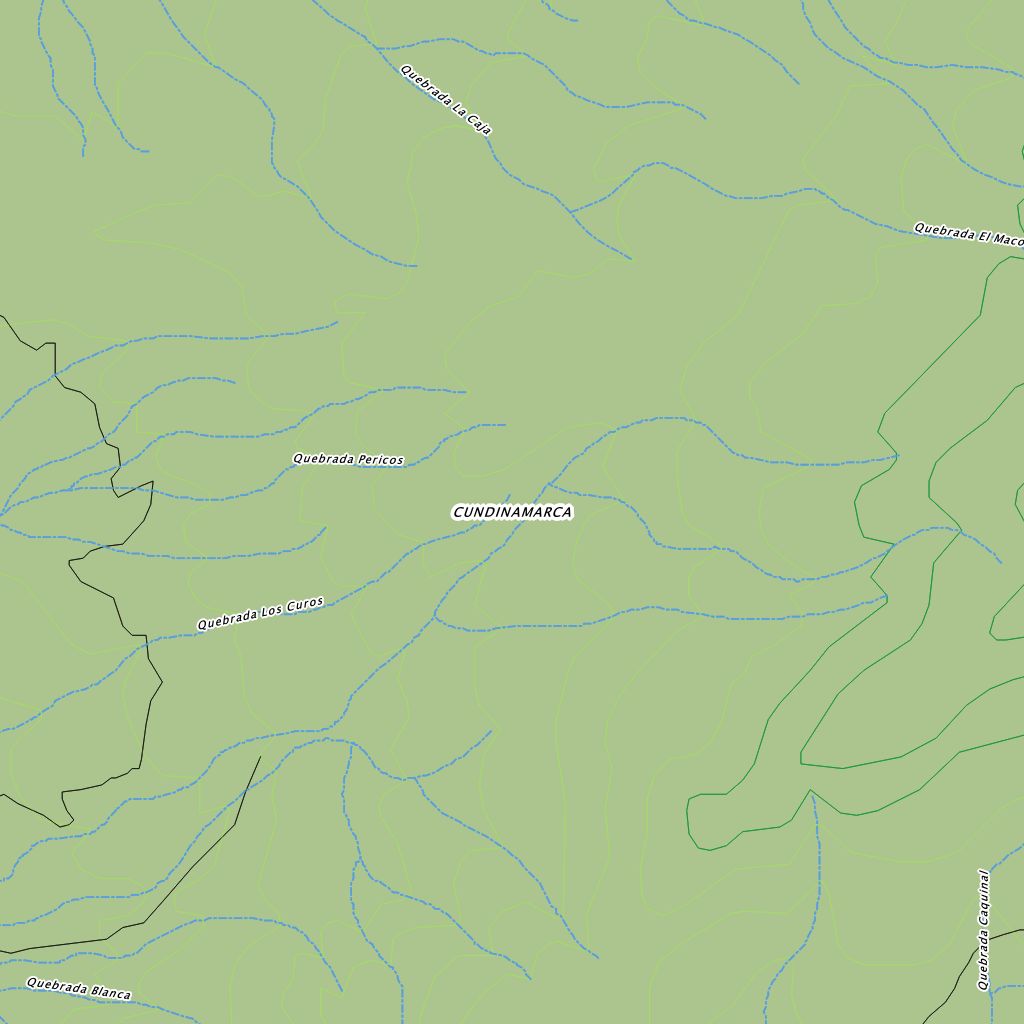 Quebrada La Caja
Quebrada El Maco
Quebrada Pericos
CUNDINAMARCA
Quebrada Los Curos
Quebrada Caquinal
Quebrada Blanca